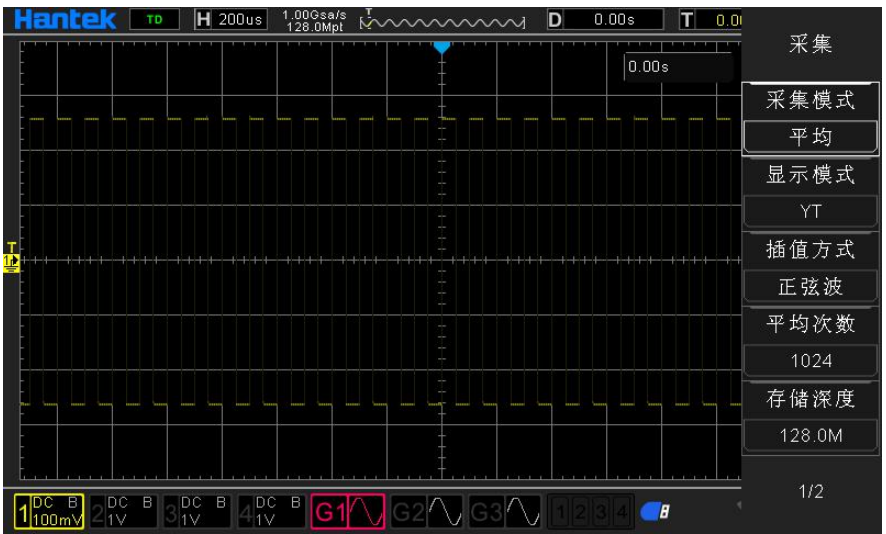 Hantek TD H 200us 1.00Gsa/s T D 0.00s T 0.00
128.0Mpt
0.00s
采集
采集模式
平均
显示模式
YT
插值方式
正弦波
平均次数
1024
存储深度
128.0M
1/2
T
1
1 DC B 2 DC B 3 DC B 4 DC B G1 G2 G3 1 2 3 4
100mV 1V 1V 1V